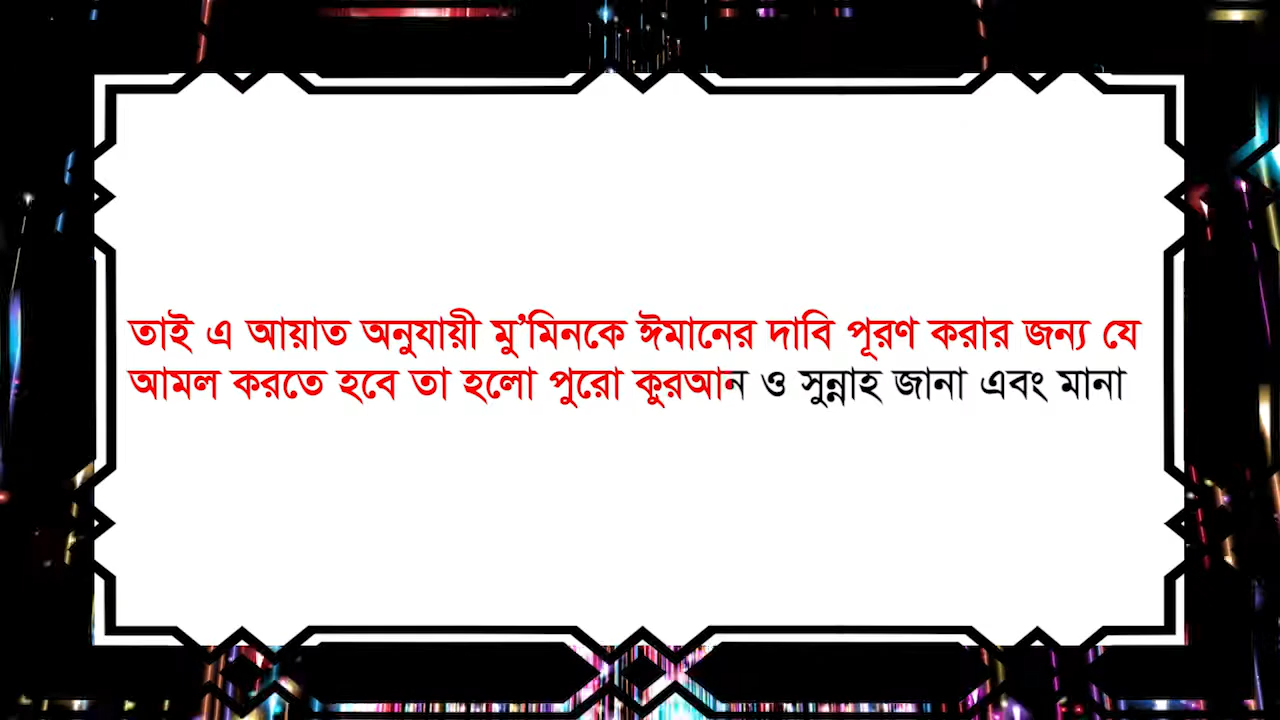 তাই এ আয়াত অনুযায়ী মু’মিনকে ঈমানের দাবি পূরণ করার জন্য যে
আমল করতে হবে তা হলো পুরো কুরআন ও সুন্নাহ জানা এবং মানা